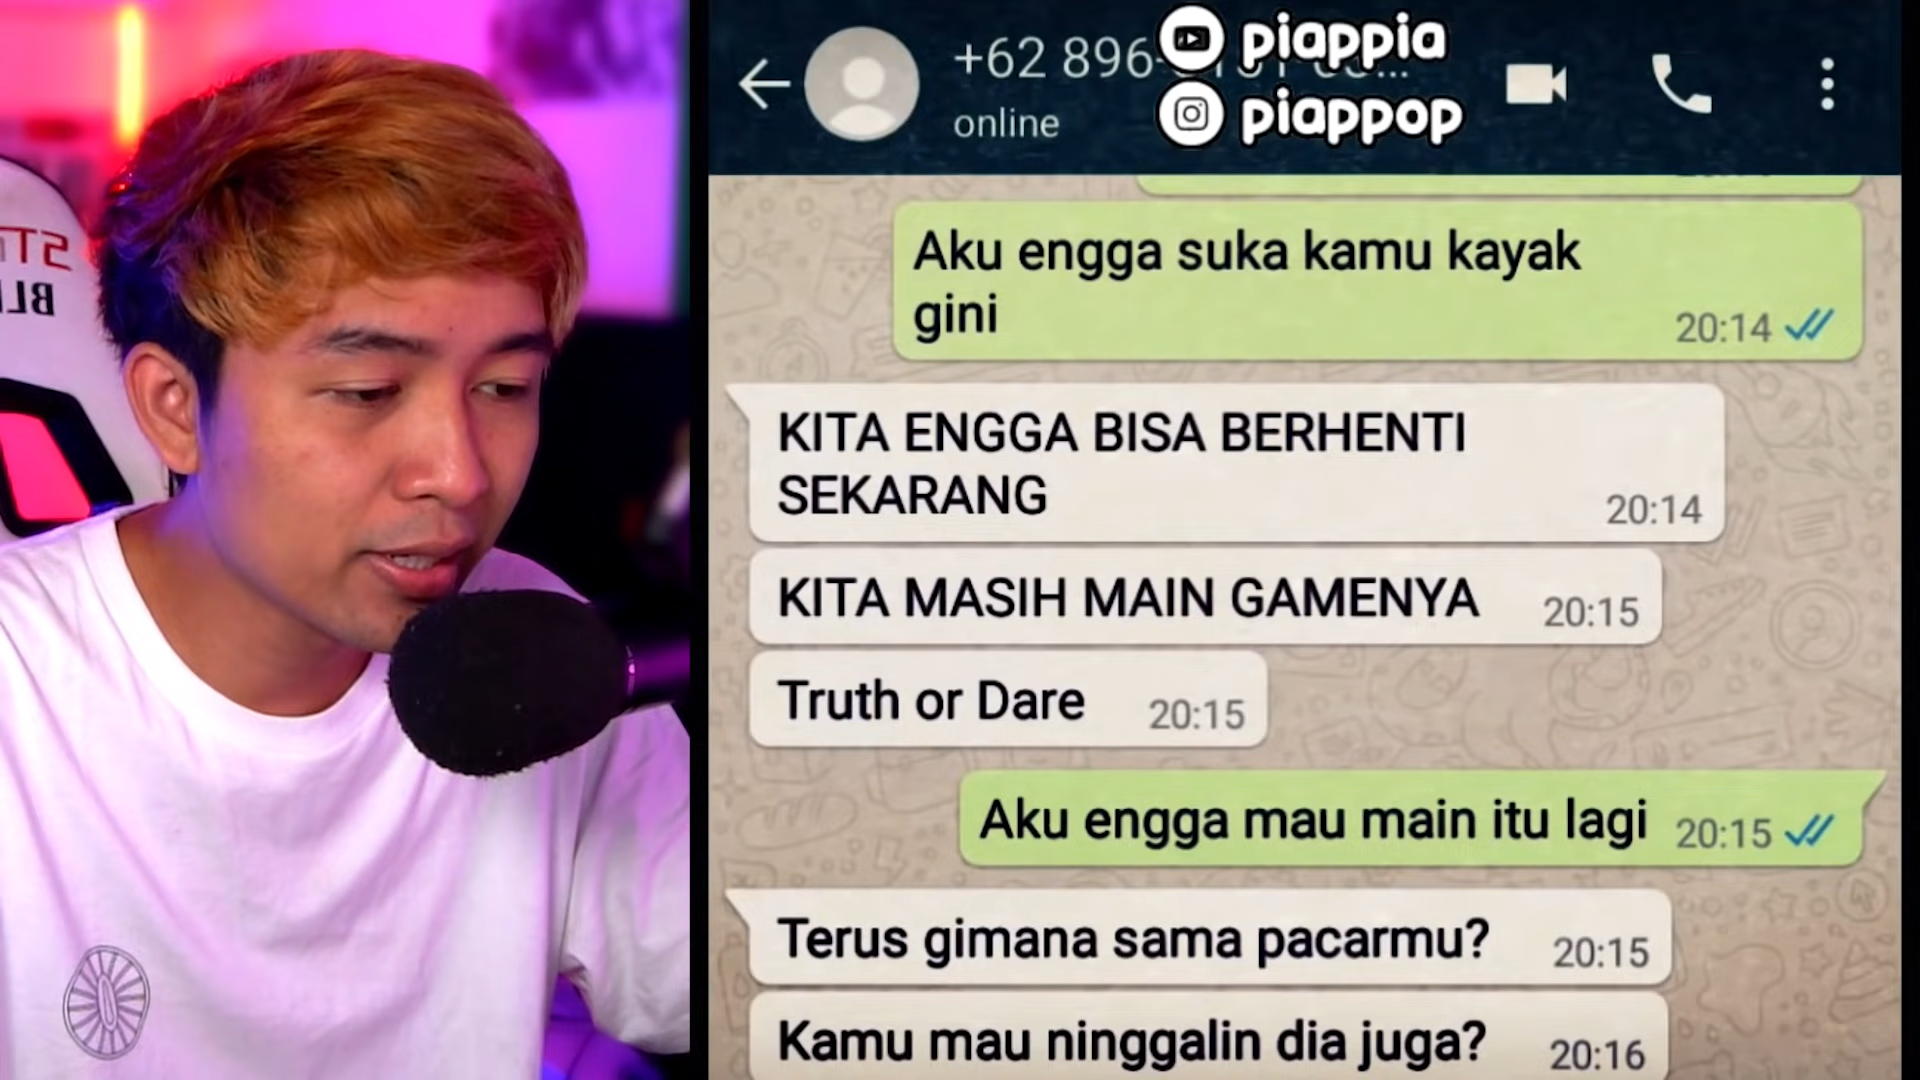 +62 896
online
piappia
piappop
Aku engga suka kamu kayak
gini
20:14
KITA ENGGA BISA BERHENTI
SEKARANG
20:14
KITA MASIH MAIN GAMENYA 20:15
Truth or Dare 20:15
Aku engga mau main itu lagi 20:15
Terus gimana sama pacarmu? 20:15
Kamu mau ninggalin dia juga? 20:16